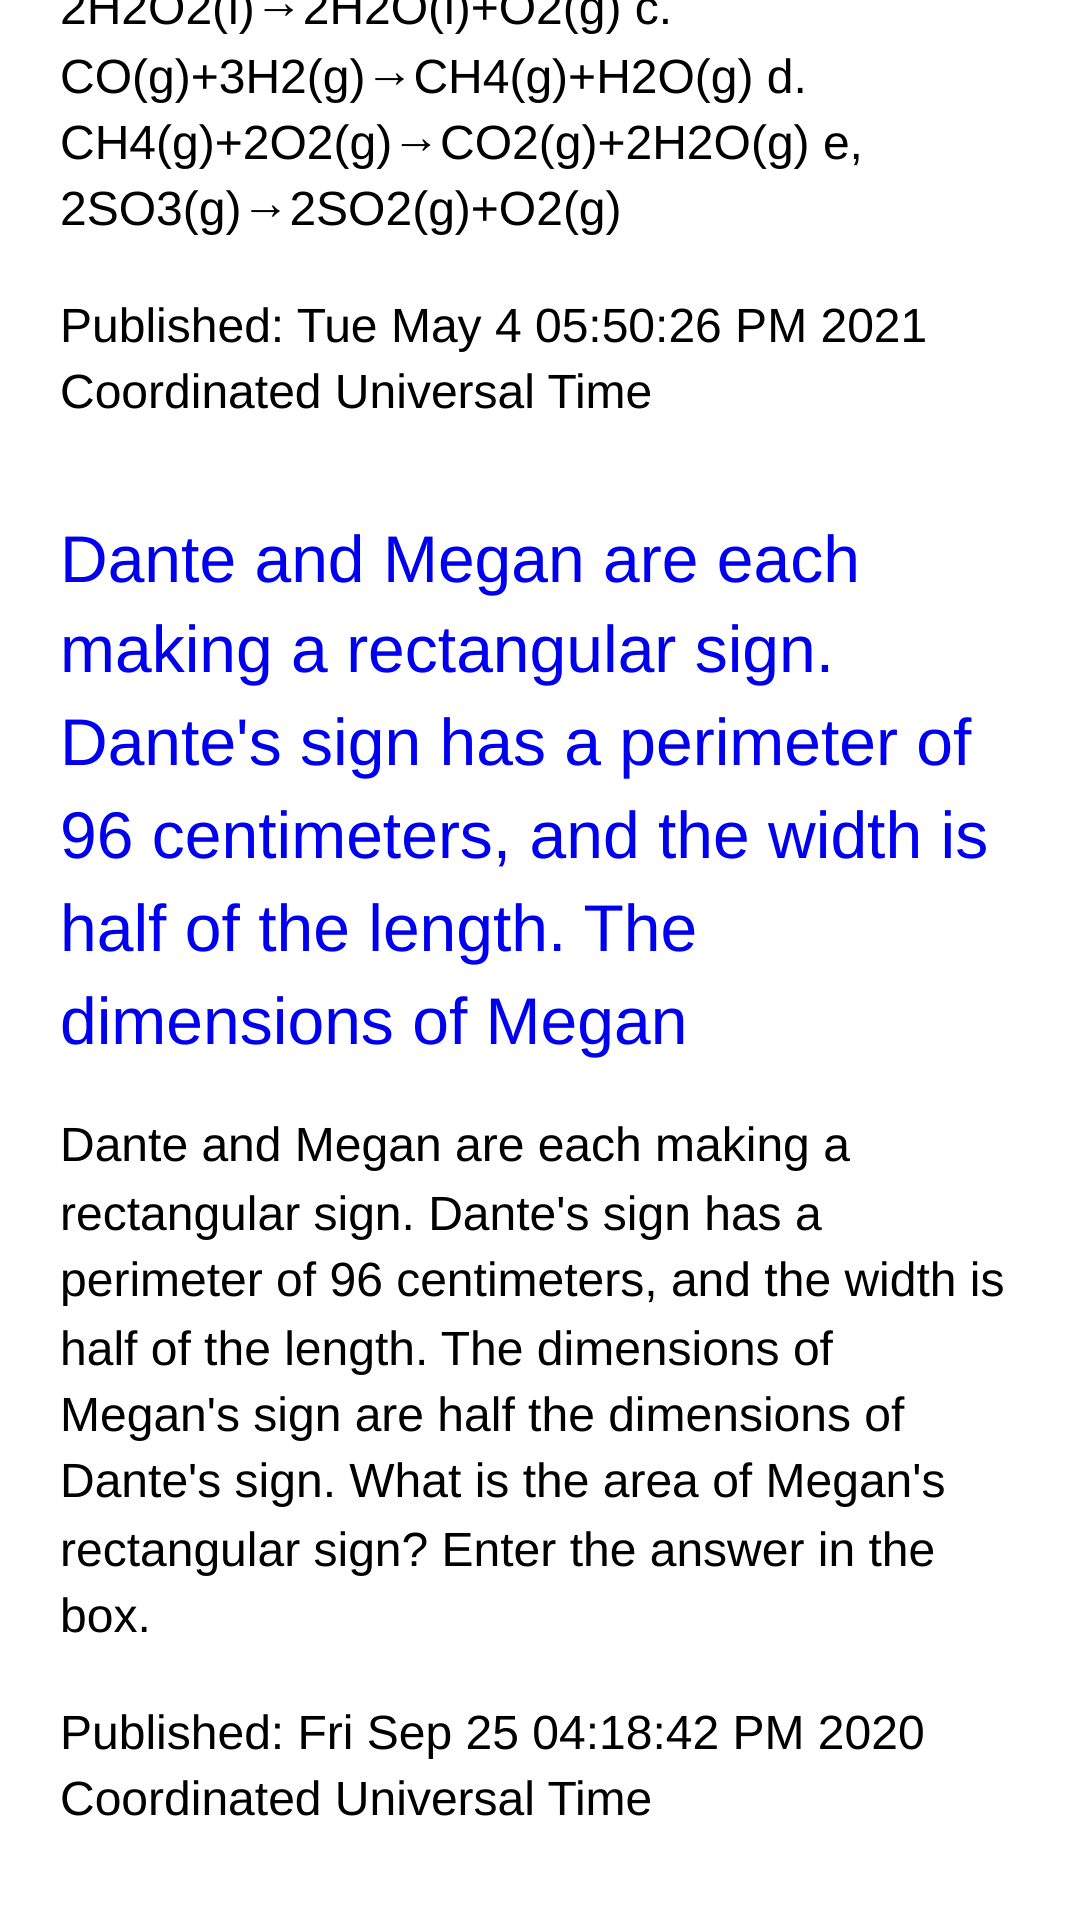 2H2O2(l)→2H2O(l)+O2(g) c.
CO(g)+3H2(g)→CH4(g)+H2O(g) d.
CH4(g)+2O2(g)→CO2(g)+2H2O(g) e,
2SO3(g)→2SO2(g)+O2(g)
Published: Tue May 4 05:50:26 PM 2021
Coordinated Universal Time
Dante and Megan are each
making a rectangular sign.
Dante's sign has a perimeter of
96 centimeters, and the width is
half of the length. The
dimensions of Megan
Dante and Megan are each making a
rectangular sign. Dante's sign has a
perimeter of 96 centimeters, and the width is
half of the length. The dimensions of
Megan's sign are half the dimensions of
Dante's sign. What is the area of Megan's
rectangular sign? Enter the answer in the
box.
Published: Fri Sep 25 04:18:42 PM 2020
Coordinated Universal Time